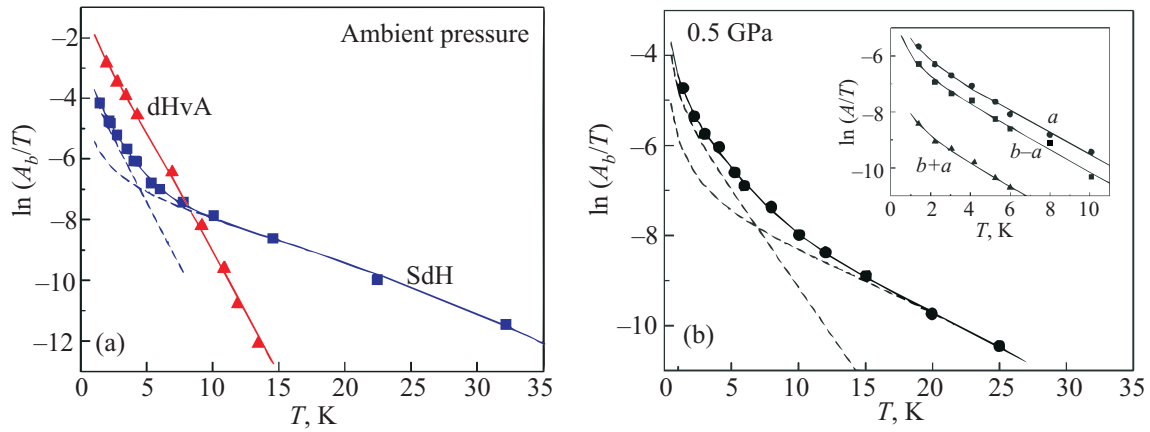 Ambient pressure
dHvA
SdH
(a)
ln (A_b/T)
−2
−4
−6
−8
−10
−12
0
5
10
15
20
25
30
35
T, K
0.5 GPa
(b)
ln (A_b/T)
−4
−6
−8
−10
0
5
10
15
20
25
30
35
T, K
ln (A/T)
−6
−8
−10
a
b−a
b+a
0
2
4
6
8
10
T, K